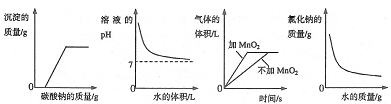 沉淀的
质量/g
0
碳酸钠的质量/g
溶液的
pH
7
0
水的体积/L
气体的
体积/L
加MnO₂
不加MnO₂
0
时间/s
氯化钠的
质量/g
0
水的质量/g